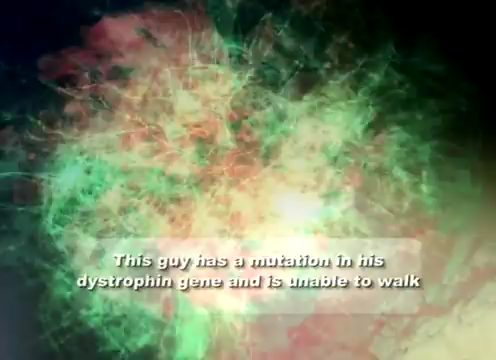 This guy has a mutation in his
dystrophin gene and is unable to walk